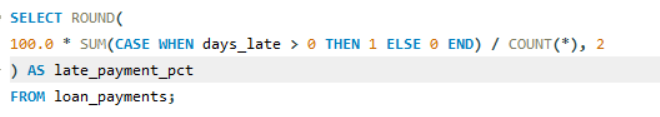 SELECT ROUND(
100.0 * SUM(CASE WHEN days_late > 0 THEN 1 ELSE 0 END) / COUNT(*), 2
) AS late_payment_pct
FROM loan_payments;